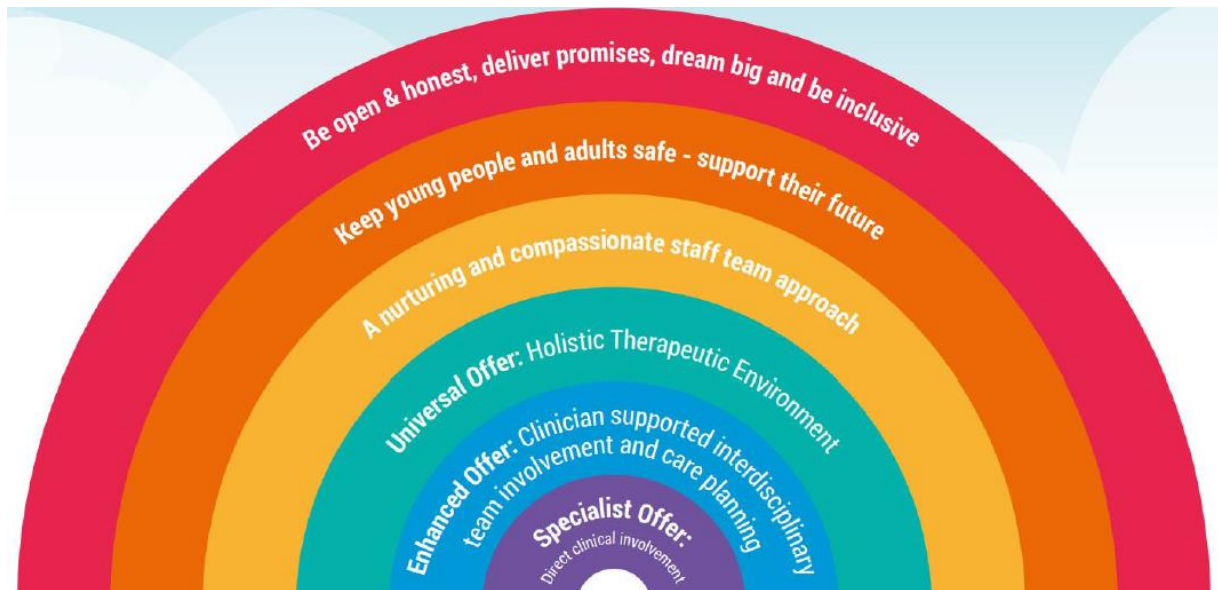 Be open & honest, deliver promises, dream big and be inclusive
Keep young people and adults safe - support their future
A nurturing and compassionate staff team approach
Universal Offer: Holistic Therapeutic Environment
Enhanced Offer: Clinician supported interdisciplinary
team involvement and care planning
Specialist Offer:
Direct clinical involvement